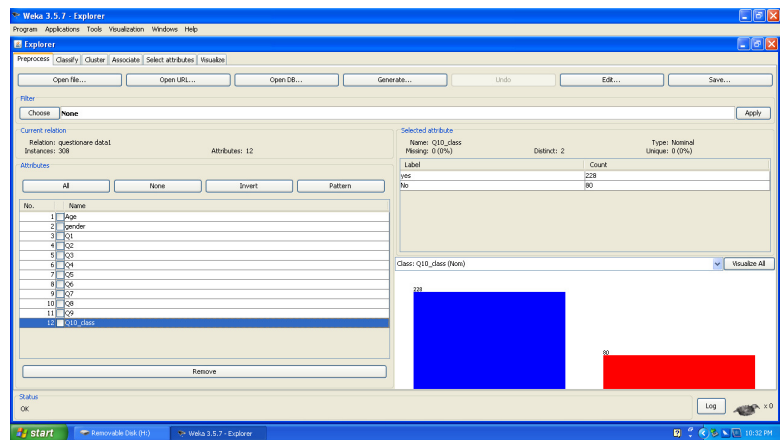 Weka 3.5.7 - Explorer
Program Applications Tools Visualization Windows Help
Explorer
Preprocess Classify Cluster Associate Select attributes Visualize
Open file... Open URL... Open DB... Generate... Undo Edit... Save...
Filter
Choose None Apply
Current relation
Relation: questionare data1
Instances: 308 Attributes: 12
Attributes
All None Invert Pattern
No. Name
1 Age
2 gender
3 Q1
4 Q2
5 Q3
6 Q4
7 Q5
8 Q6
9 Q7
10 Q8
11 Q9
12 Q10_class
Remove
Selected attribute
Name: Q10_class Type: Nominal
Missing: 0 (0%) Distinct: 2 Unique: 0 (0%)
Label Count
yes 228
No 80
Class: Q10_class (Nom) Visualize All
228
80
Status
OK
Log x 0
start Removable Disk (H:) Weka 3.5.7 - Explorer 10:32 PM